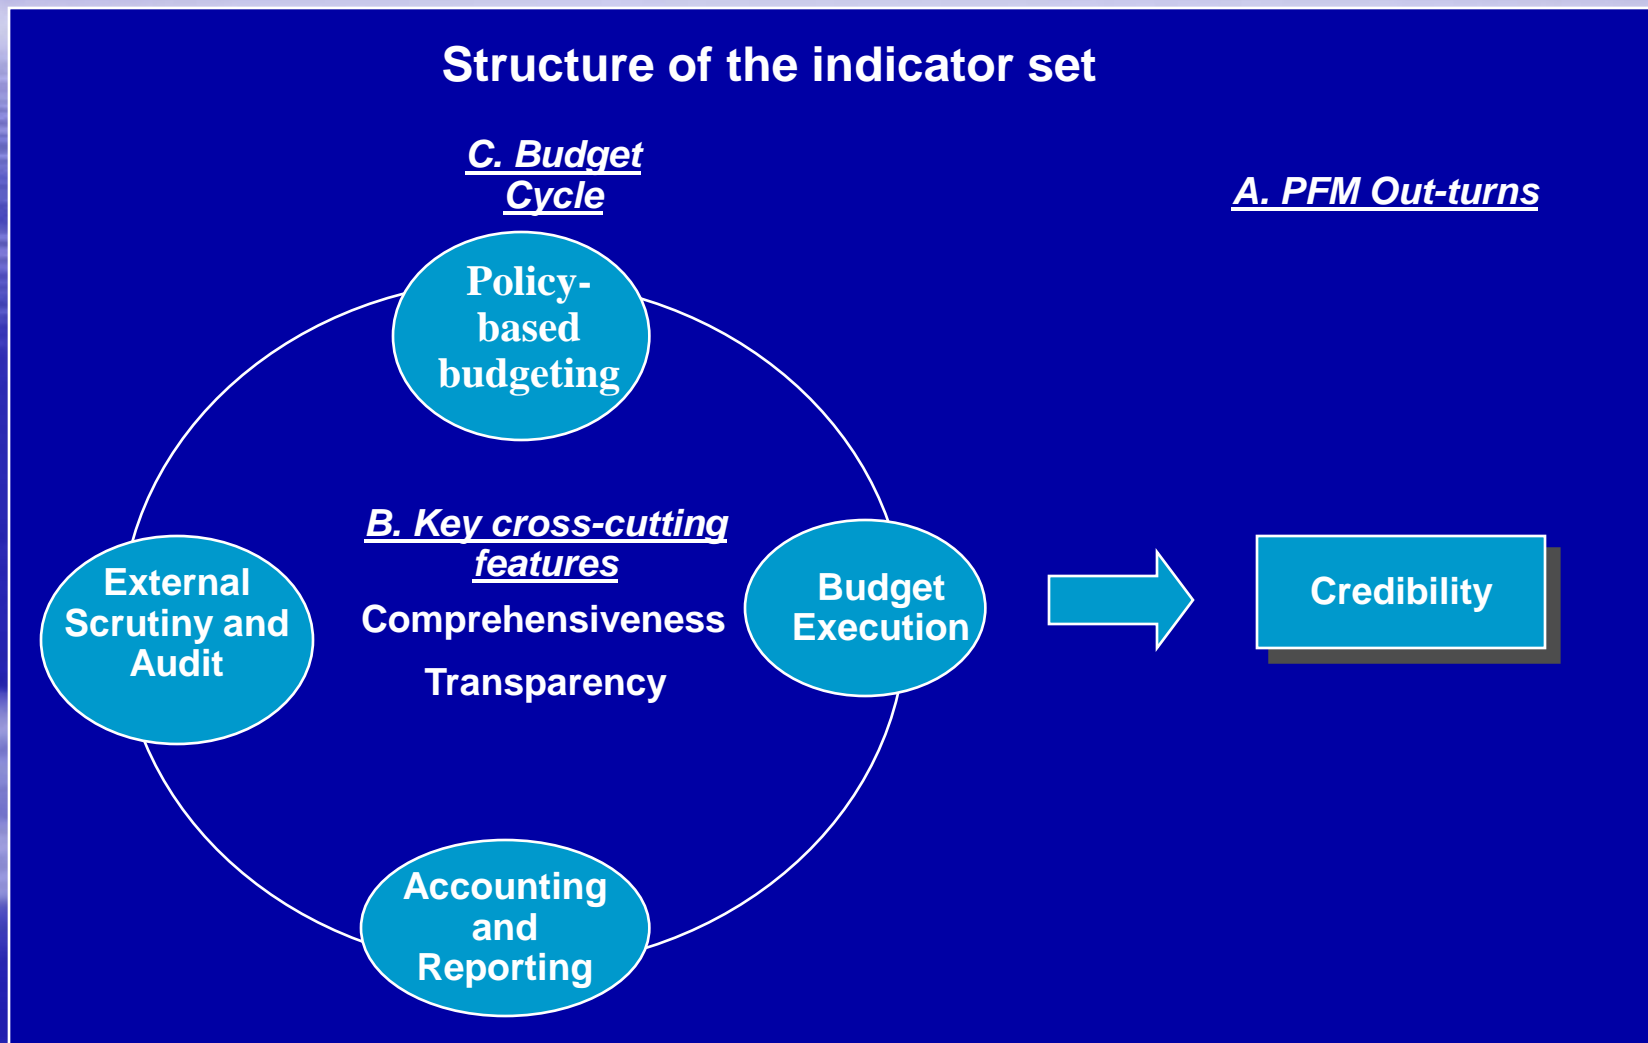 Structure of the indicator set
C. Budget
Cycle
A. PFM Out-turns
Policy-
based
budgeting
B. Key cross-cutting
features
Comprehensiveness
Transparency
External
Scrutiny and
Audit
Budget
Execution
Credibility
Accounting
and
Reporting